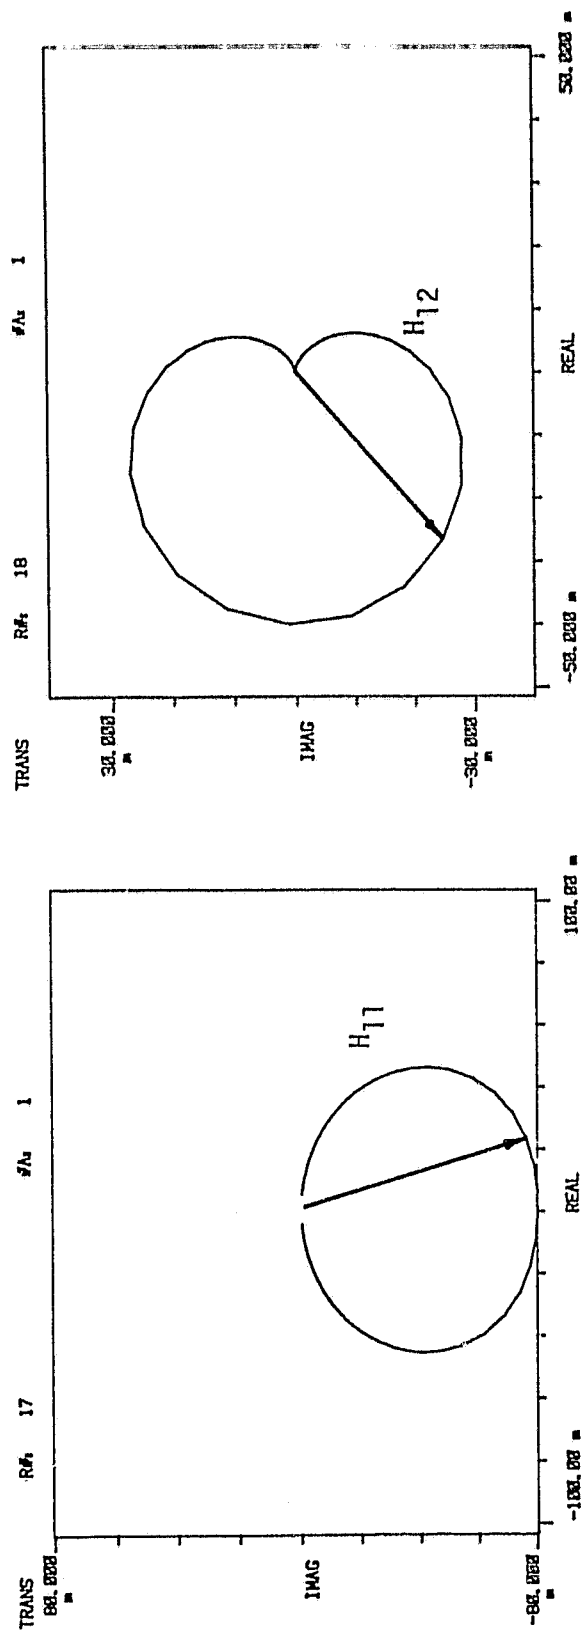 TRANS R#: 17 #A: 1
80.000
m
H11
IMAG
-80.000
m
-100.00 m REAL 100.00 m
TRANS R#: 18 #A: 1
30.000
m
IMAG
H12
-30.000
m
-50.000 m REAL 50.000 m